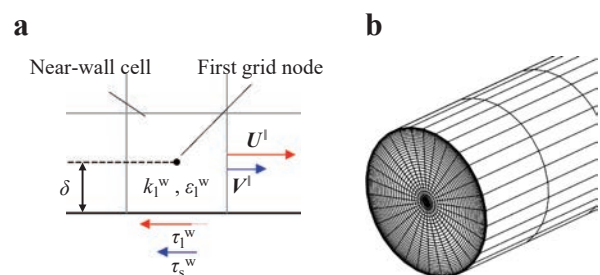 a
b
Near-wall cell
First grid node
U^∥
V^∥
δ
k_l^w , ε_l^w
τ_l^w
τ_s^w